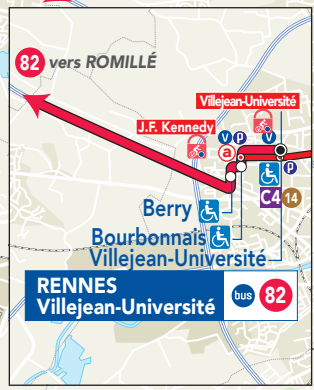 82 vers ROMILLÉ
Villejean-Université
J.F. Kennedy
V P V
a
P
C4 14
Berry
Bourbonnais
Villejean-Université
RENNES
Villejean-Université
bus 82